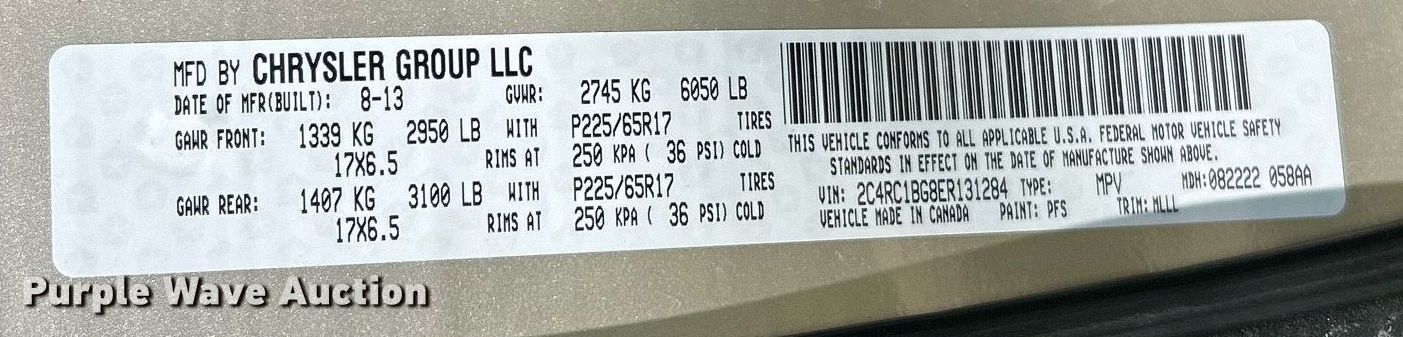 MFD BY CHRYSLER GROUP LLC
DATE OF MFR(BUILT): 8-13 GVWR: 2745 KG 6050 LB
GAWR FRONT: 1339 KG 2950 LB WITH P225/65R17 TIRES
17X6.5 RIMS AT 250 KPA ( 36 PSI) COLD
GAWR REAR: 1407 KG 3100 LB WITH P225/65R17 TIRES
17X6.5 RIMS AT 250 KPA ( 36 PSI) COLD
THIS VEHICLE CONFORMS TO ALL APPLICABLE U.S.A. FEDERAL MOTOR VEHICLE SAFETY
STANDARDS IN EFFECT ON THE DATE OF MANUFACTURE SHOWN ABOVE.
VIN: 2C4RC1BG8ER131284 TYPE: MPV MDH:082222 058AA
VEHICLE MADE IN CANADA PAINT: PFS TRIM: MLLL
Purple Wave Auction